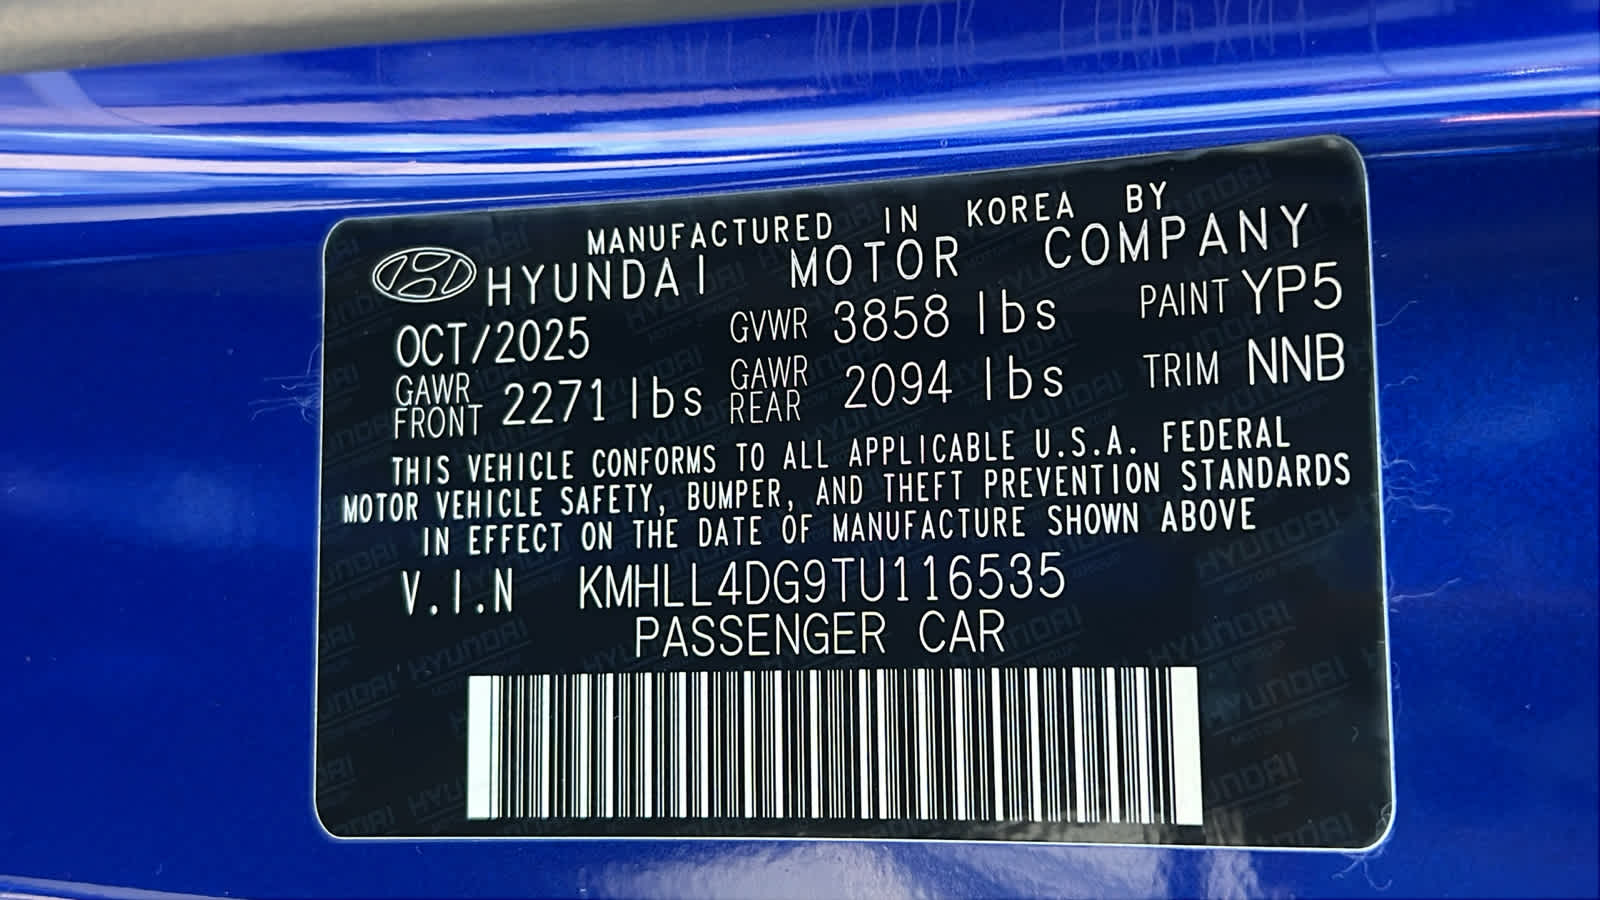 MANUFACTURED IN KOREA BY
HYUNDAI MOTOR COMPANY
OCT/2025 GVWR 3858 lbs PAINT YP5
GAWR FRONT 2271 lbs GAWR REAR 2094 lbs TRIM NNB
THIS VEHICLE CONFORMS TO ALL APPLICABLE U.S.A. FEDERAL
MOTOR VEHICLE SAFETY, BUMPER, AND THEFT PREVENTION STANDARDS
IN EFFECT ON THE DATE OF MANUFACTURE SHOWN ABOVE
V.I.N KMHLL4DG9TU116535
PASSENGER CAR